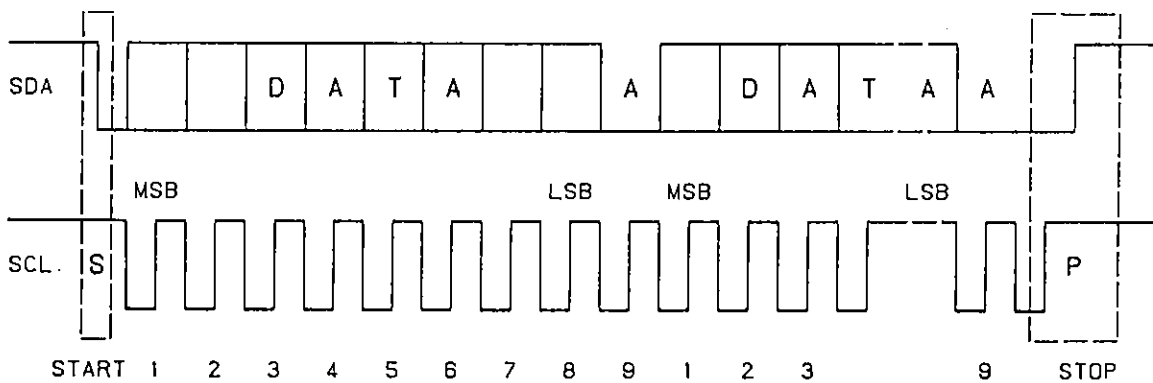 SDA D A T A A D A T A A
MSB LSB MSB LSB
SCL. S P
START 1 2 3 4 5 6 7 8 9 1 2 3 9 STOP